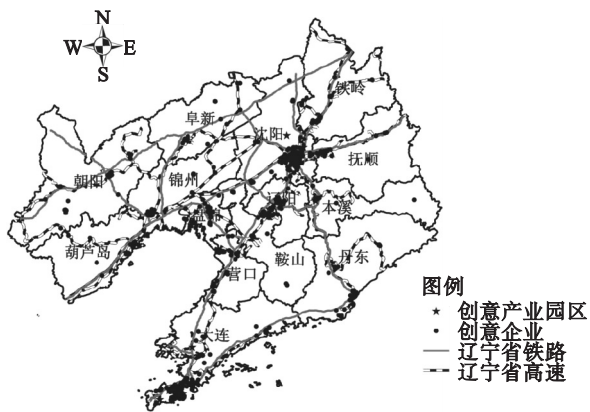 N
W E
S
铁岭
阜新
沈阳
抚顺
朝阳
锦州
辽阳
本溪
盘锦
葫芦岛
鞍山
丹东
营口
大连
图例
创意产业园区
创意企业
辽宁省铁路
辽宁省高速